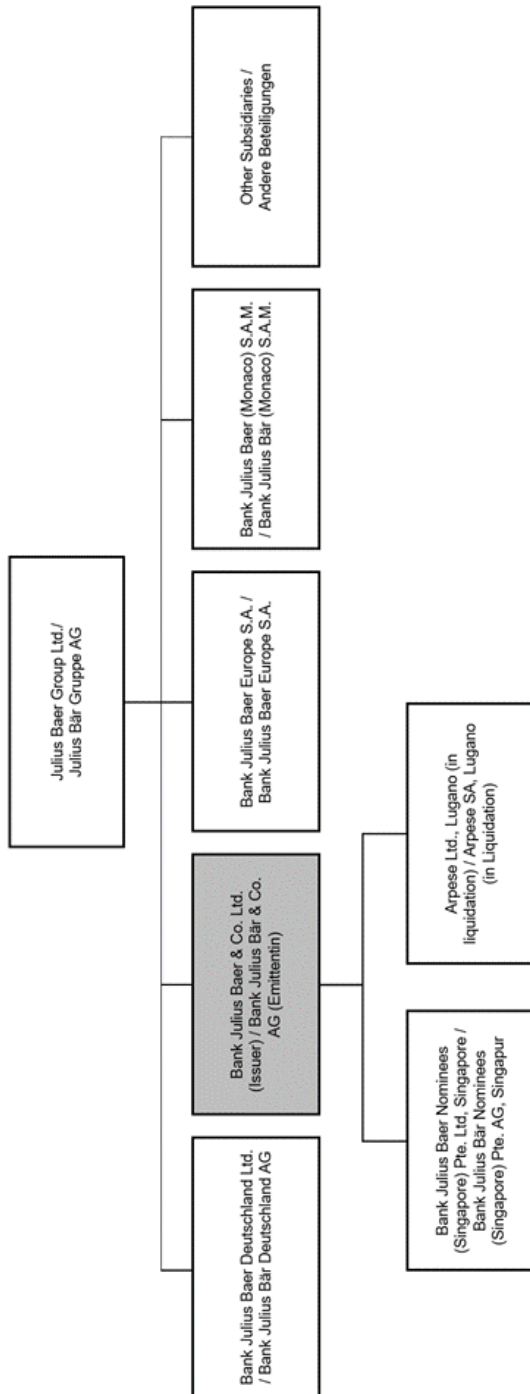 Julius Baer Group Ltd./
Julius Bär Gruppe AG
Bank Julius Baer Deutschland Ltd.
/ Bank Julius Bär Deutschland AG
Bank Julius Baer & Co. Ltd.
(Issuer) / Bank Julius Bär & Co.
AG (Emittentin)
Bank Julius Baer Europe S.A. /
Bank Julius Baer Europe S.A.
Bank Julius Baer (Monaco) S.A.M.
/ Bank Julius Bär (Monaco) S.A.M.
Other Subsidiaries /
Andere Beteiligungen
Bank Julius Baer Nominees
(Singapore) Pte. Ltd, Singapore /
Bank Julius Bär Nominees
(Singapore) Pte. AG, Singapur
Arpese Ltd., Lugano (in
liquidation) / Arpese SA, Lugano
(in Liquidation)